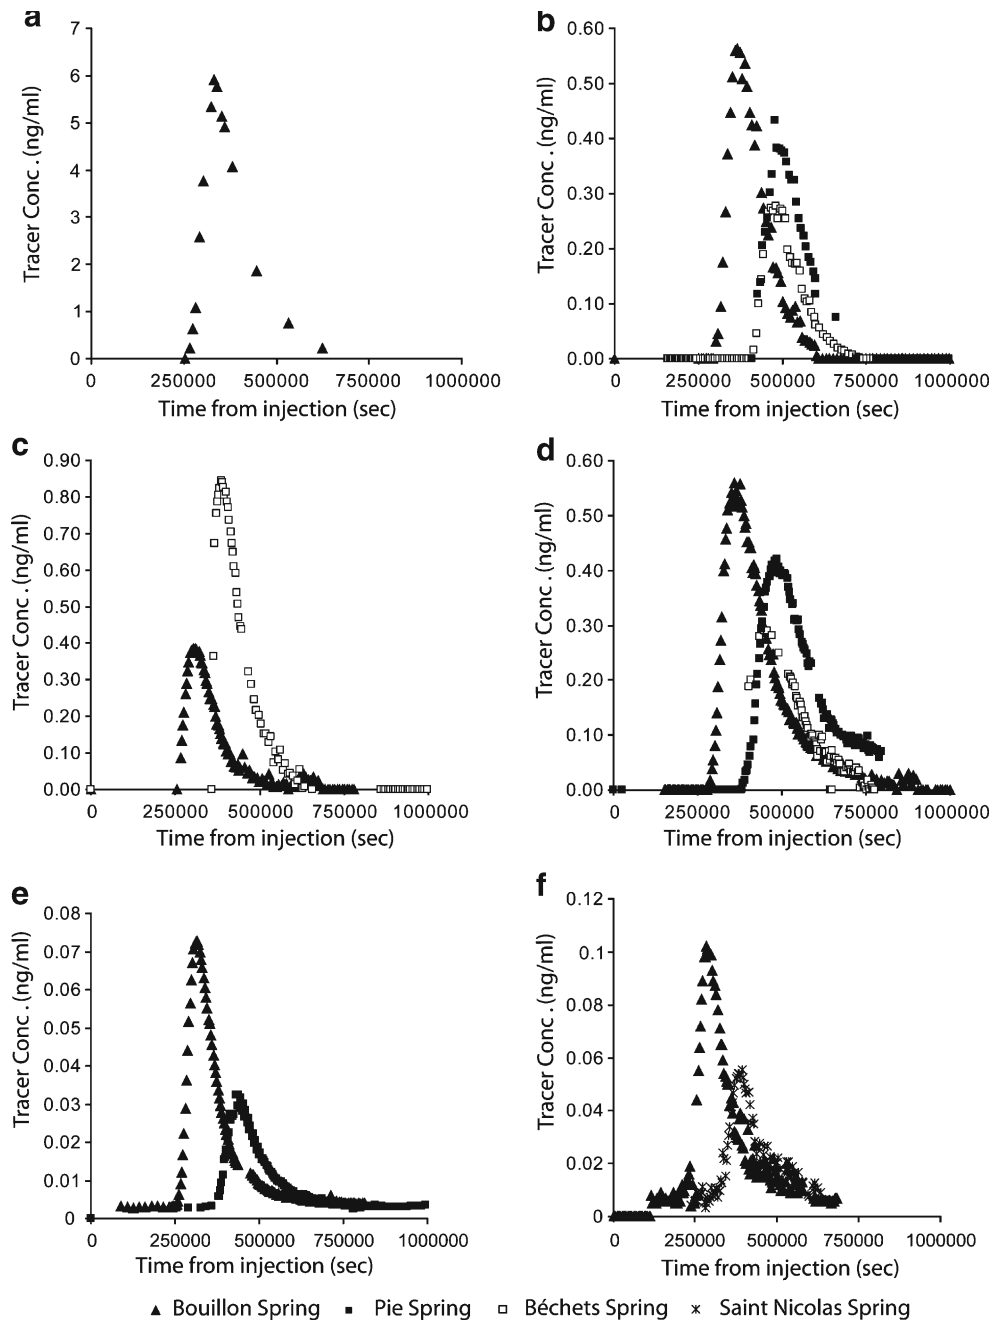 a
7
6
5
4
3
2
1
0
Tracer Conc . (ng/ml)
0 250000 500000 750000 1000000
Time from injection (sec)
b
0.60
0.50
0.40
0.30
0.20
0.10
0.00
Tracer Conc . (ng/ml)
0 250000 500000 750000 1000000
Time from injection (sec)
c
0.90
0.80
0.70
0.60
0.50
0.40
0.30
0.20
0.10
0.00
Tracer Conc . (ng/ml)
0 250000 500000 750000 1000000
Time from injection (sec)
d
0.60
0.50
0.40
0.30
0.20
0.10
0.00
Tracer Conc . (ng/ml)
0 250000 500000 750000 1000000
Time from injection (sec)
e
0.08
0.07
0.06
0.05
0.04
0.03
0.02
0.01
0
Tracer Conc . (ng/ml)
0 250000 500000 750000 1000000
Time from injection (sec)
f
0.12
0.1
0.08
0.06
0.04
0.02
0
Tracer Conc . (ng/ml)
0 250000 500000 750000 1000000
Time from injection (sec)
Bouillon Spring Pie Spring Béchets Spring Saint Nicolas Spring